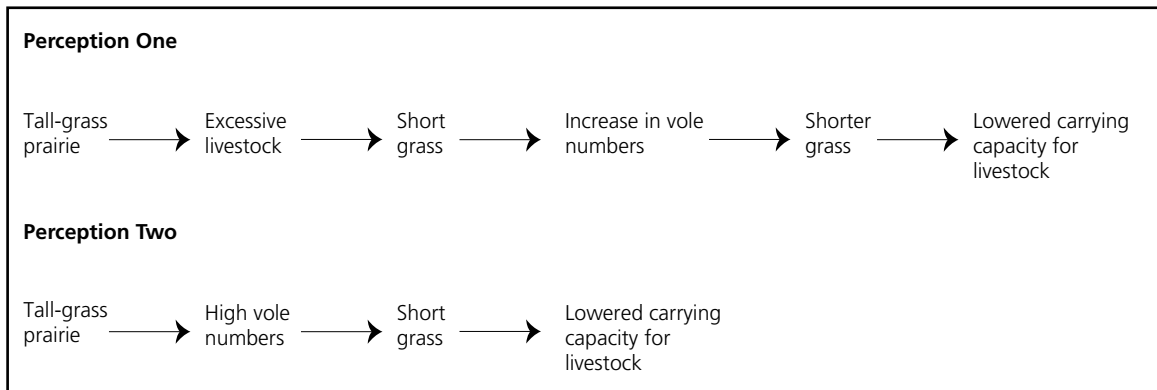 Perception One
Tall-grass prairie
Excessive livestock
Short grass
Increase in vole numbers
Shorter grass
Lowered carrying capacity for livestock
Perception Two
Tall-grass prairie
High vole numbers
Short grass
Lowered carrying capacity for livestock